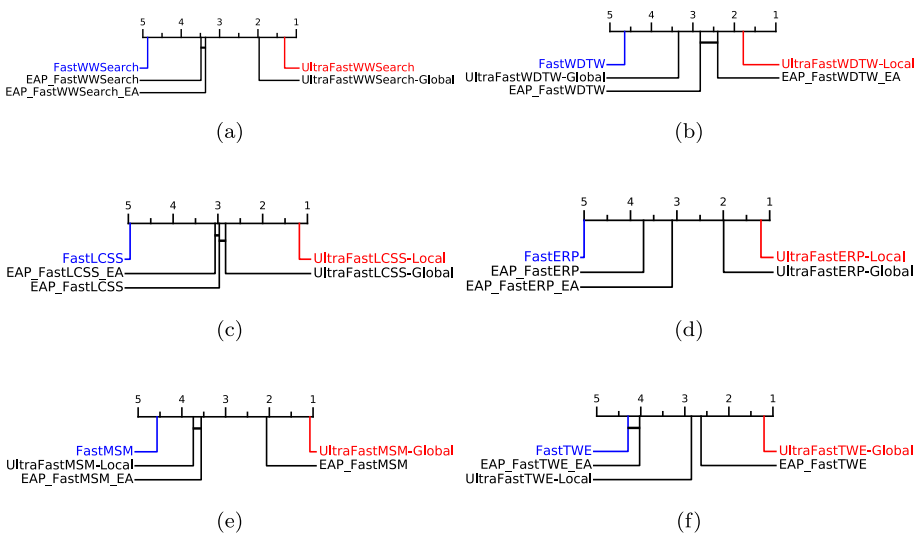 5 4 3 2 1
FastWWSearch UltraFastWWSearch
EAP_FastWWSearch UltraFastWWSearch-Global
EAP_FastWWSearch_EA
(a)
5 4 3 2 1
FastWDTW UltraFastWDTW-Local
UltraFastWDTW-Global EAP_FastWDTW_EA
EAP_FastWDTW
(b)
5 4 3 2 1
FastLCSS UltraFastLCSS-Local
EAP_FastLCSS_EA UltraFastLCSS-Global
EAP_FastLCSS
(c)
5 4 3 2 1
FastERP UltraFastERP-Local
EAP_FastERP UltraFastERP-Global
EAP_FastERP_EA
(d)
5 4 3 2 1
FastMSM UltraFastMSM-Global
UltraFastMSM-Local EAP_FastMSM
EAP_FastMSM_EA
(e)
5 4 3 2 1
FastTWE UltraFastTWE-Global
EAP_FastTWE_EA EAP_FastTWE
UltraFastTWE-Local
(f)